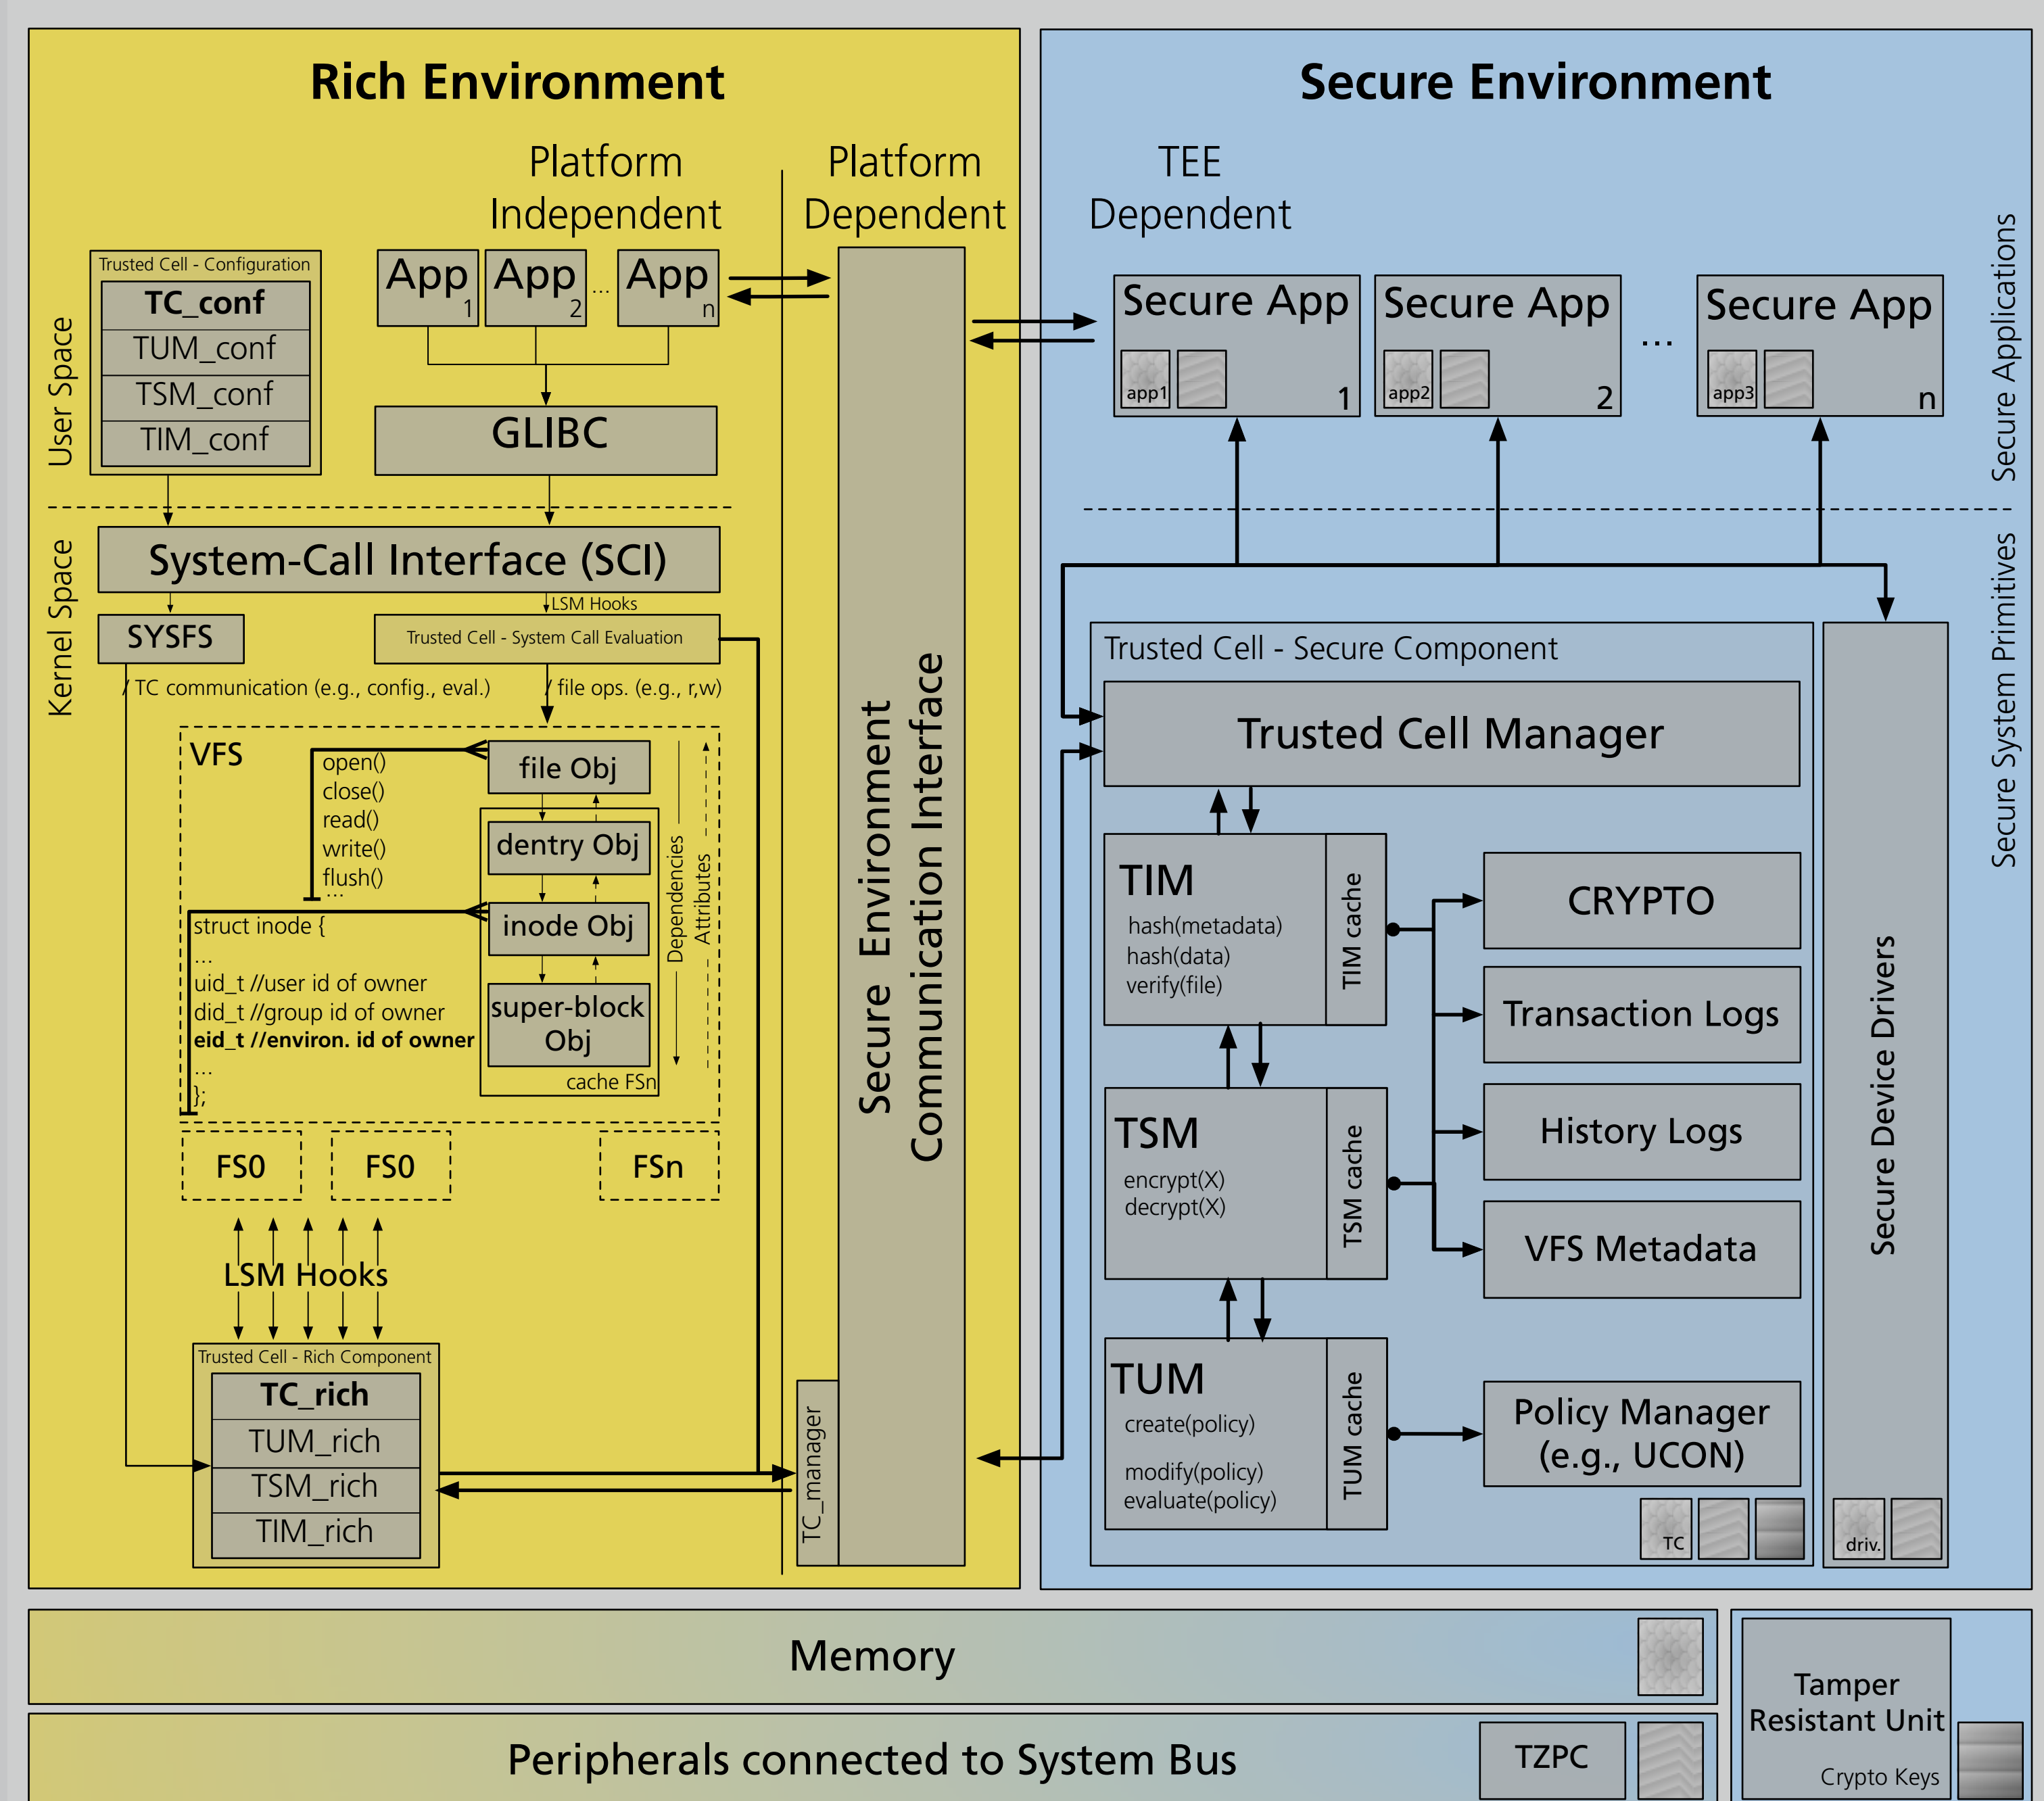 Rich Environment
Platform
Independent
Platform
Dependent
User Space
Trusted Cell - Configuration
TC_conf
TUM_conf
TSM_conf
TIM_conf
App
1
App
2
...
App
n
GLIBC
Kernel Space
System-Call Interface (SCI)
LSM Hooks
SYSFS
Trusted Cell - System Call Evaluation
/ TC communication (e.g., config., eval.)
/ file ops. (e.g., r,w)
VFS
open()
close()
read()
write()
flush()
...
file Obj
dentry Obj
inode Obj
super-block
Obj
cache FSn
Dependencies
Attributes
struct inode {
...
uid_t //user id of owner
did_t //group id of owner
eid_t //environ. id of owner
...
};
FS0
FS0
FSn
LSM Hooks
Trusted Cell - Rich Component
TC_rich
TUM_rich
TSM_rich
TIM_rich
TC_manager
Secure Environment
Communication Interface
Secure Environment
TEE
Dependent
Secure Applications
Secure App
app1
1
Secure App
app2
2
...
Secure App
app3
n
Secure System Primitives
Trusted Cell - Secure Component
Trusted Cell Manager
TIM
hash(metadata)
hash(data)
verify(file)
TIM cache
TSM
encrypt(X)
decrypt(X)
TSM cache
TUM
create(policy)
modify(policy)
evaluate(policy)
TUM cache
CRYPTO
Transaction Logs
History Logs
VFS Metadata
Policy Manager
(e.g., UCON)
TC
Secure Device Drivers
driv.
Memory
Peripherals connected to System Bus
TZPC
Tamper
Resistant Unit
Crypto Keys